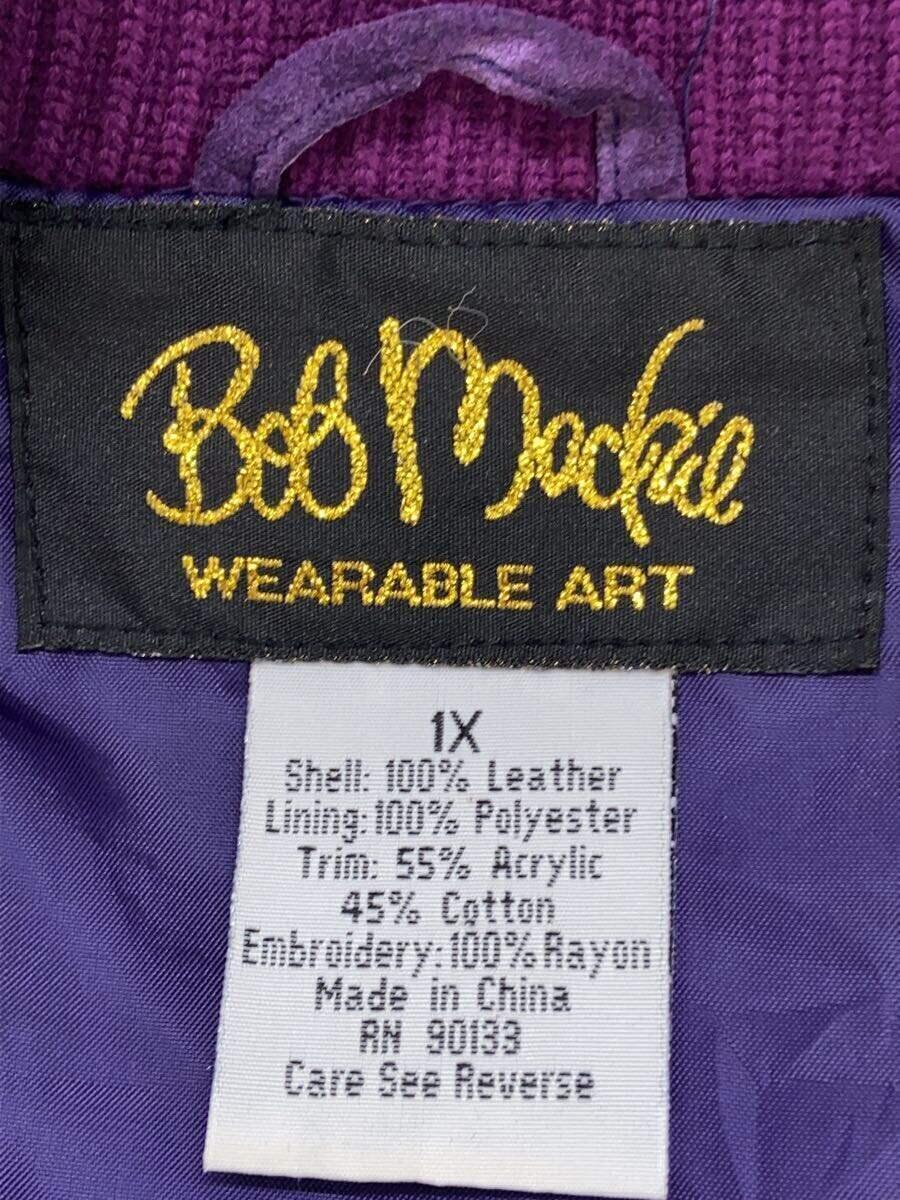 Bob Mackie
WEARABLE ART
1X
Shell: 100% Leather
Lining:100% Polyester
Trim: 55% Acrylic
45% Cotton
Embroidery:100% Rayon
Made in China
RN 90133
Care See Reverse